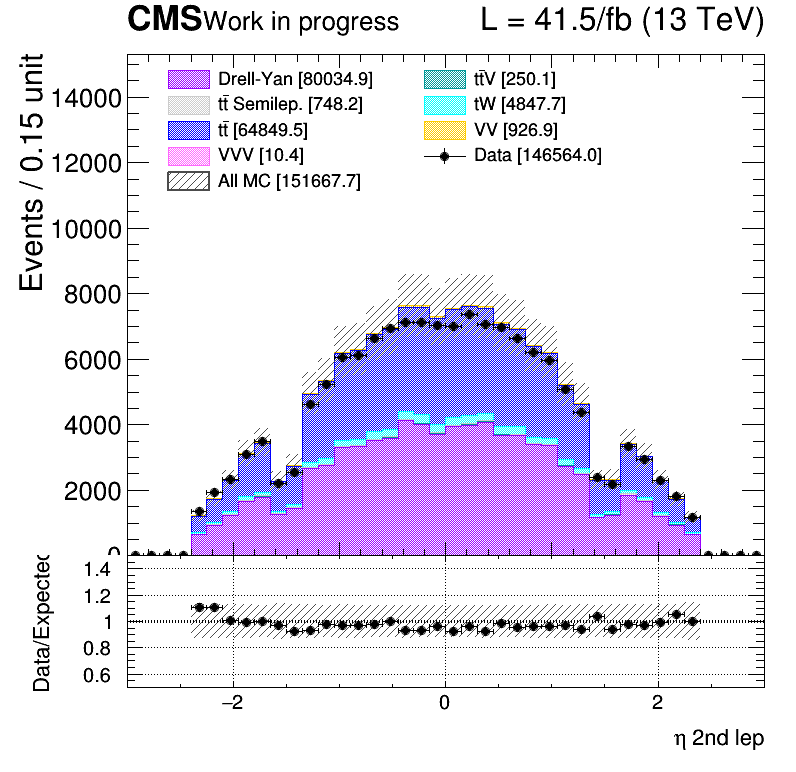 CMS Work in progress L = 41.5/fb (13 TeV)
Events / 0.15 unit
Drell-Yan [80034.9]
tt̄ Semilep. [748.2]
tt̄ [64849.5]
VVV [10.4]
All MC [151667.7]
tt̄V [250.1]
tW [4847.7]
VV [926.9]
Data [146564.0]
14000
12000
10000
8000
6000
4000
2000
0
Data/Expected
1.4
1.2
1
0.8
0.6
−2 0 2
η 2nd lep